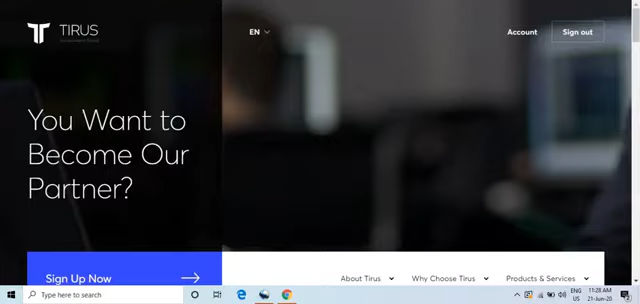 TIRUS
EN
Account
Sign out
You Want to
Become Our
Partner?
Sign Up Now
About Tirus
Why Choose Tirus
Products & Services
Type here to search
ENG
US
11:28 AM
21-Jun-20